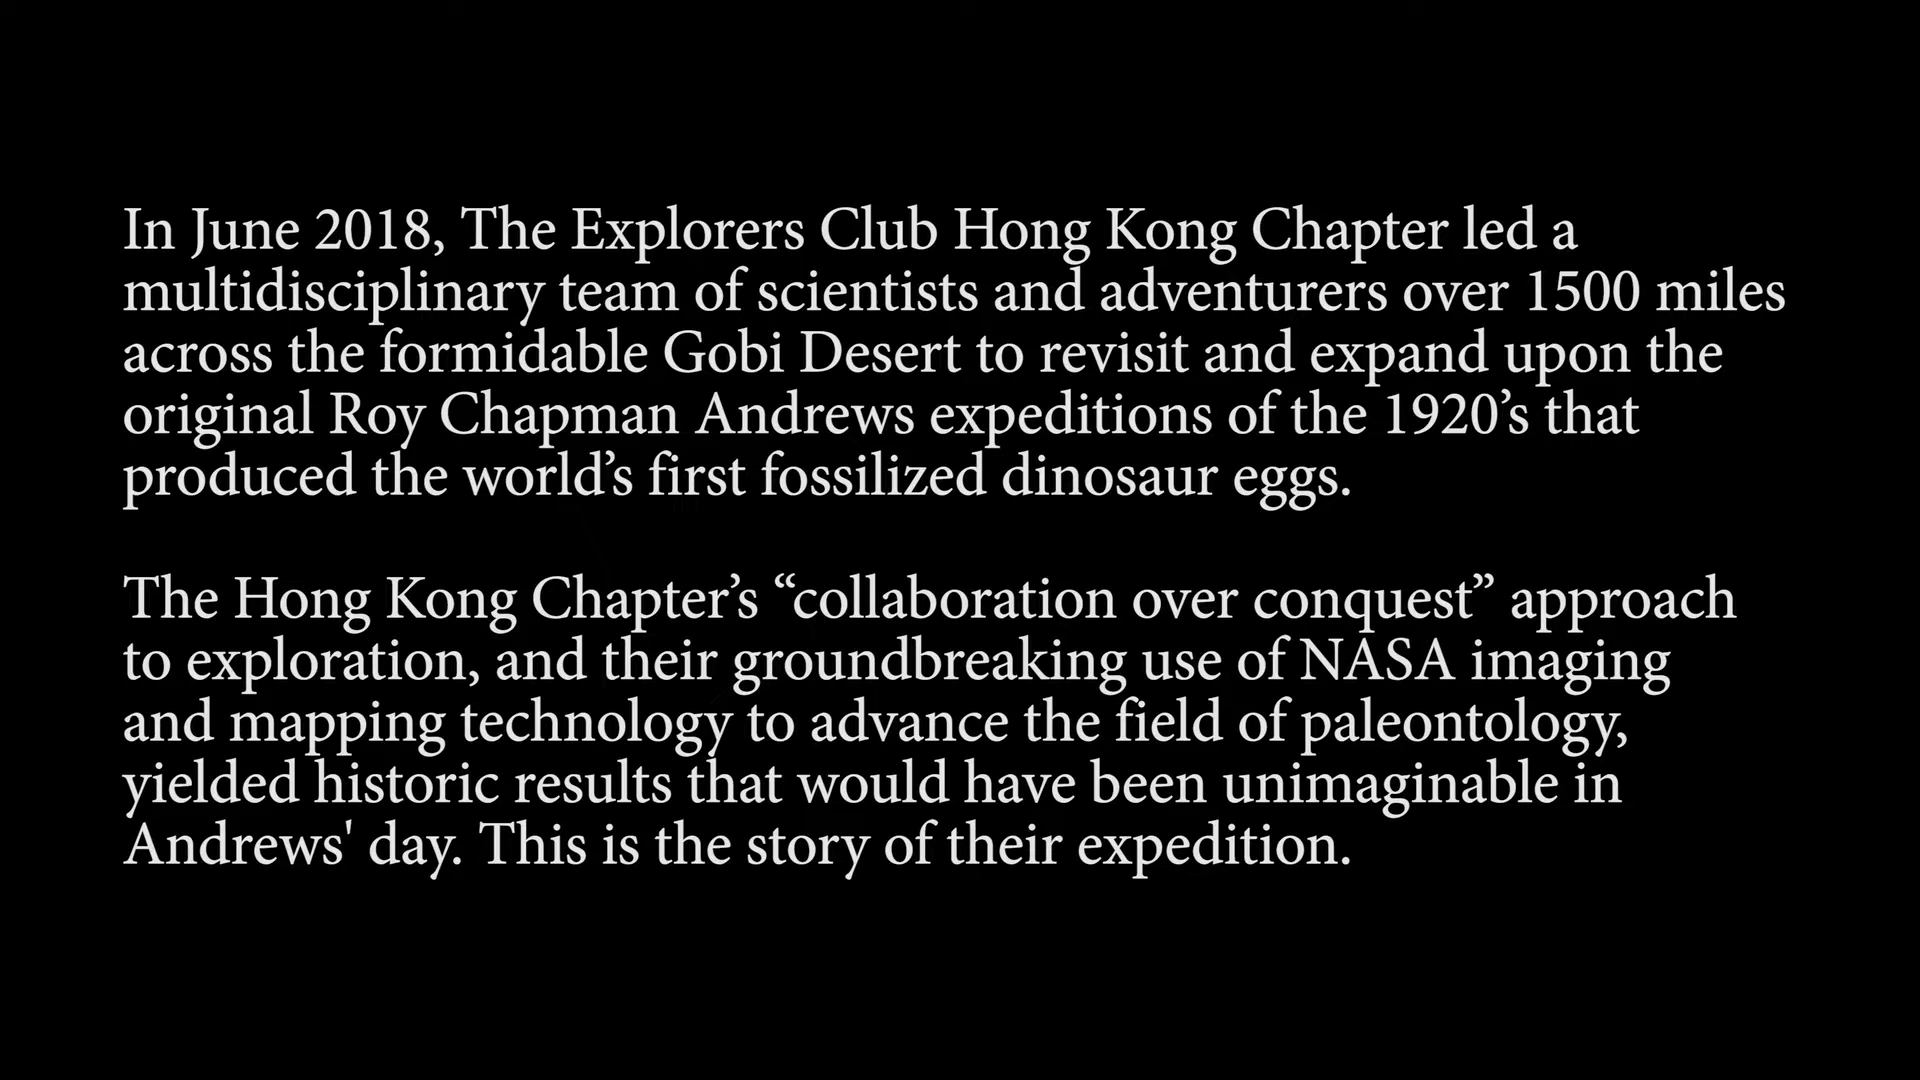 In June 2018, The Explorers Club Hong Kong Chapter led a
multidisciplinary team of scientists and adventurers over 1500 miles
across the formidable Gobi Desert to revisit and expand upon the
original Roy Chapman Andrews expeditions of the 1920’s that
produced the world’s first fossilized dinosaur eggs.
The Hong Kong Chapter’s “collaboration over conquest” approach
to exploration, and their groundbreaking use of NASA imaging
and mapping technology to advance the field of paleontology,
yielded historic results that would have been unimaginable in
Andrews' day. This is the story of their expedition.